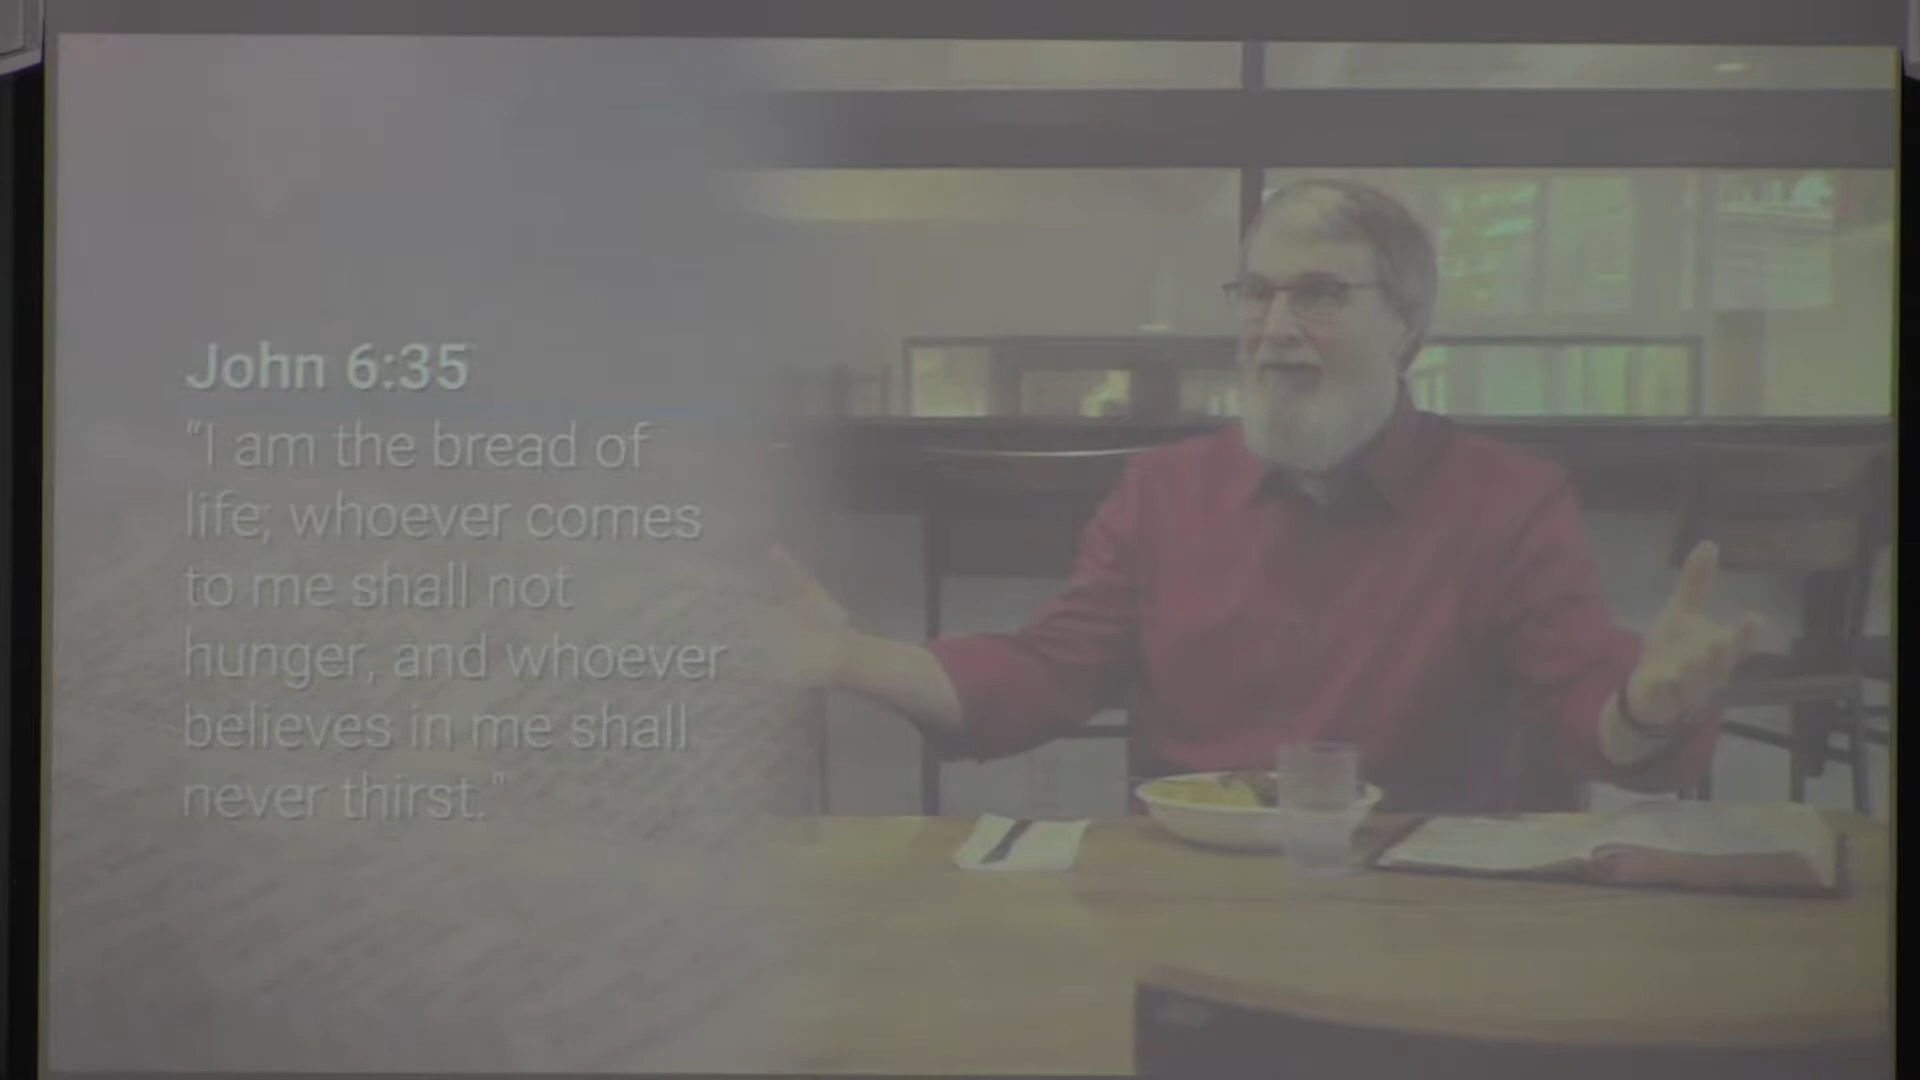 John 6:35
“I am the bread of
life; whoever comes
to me shall not
hunger, and whoever
believes in me shall
never thirst."